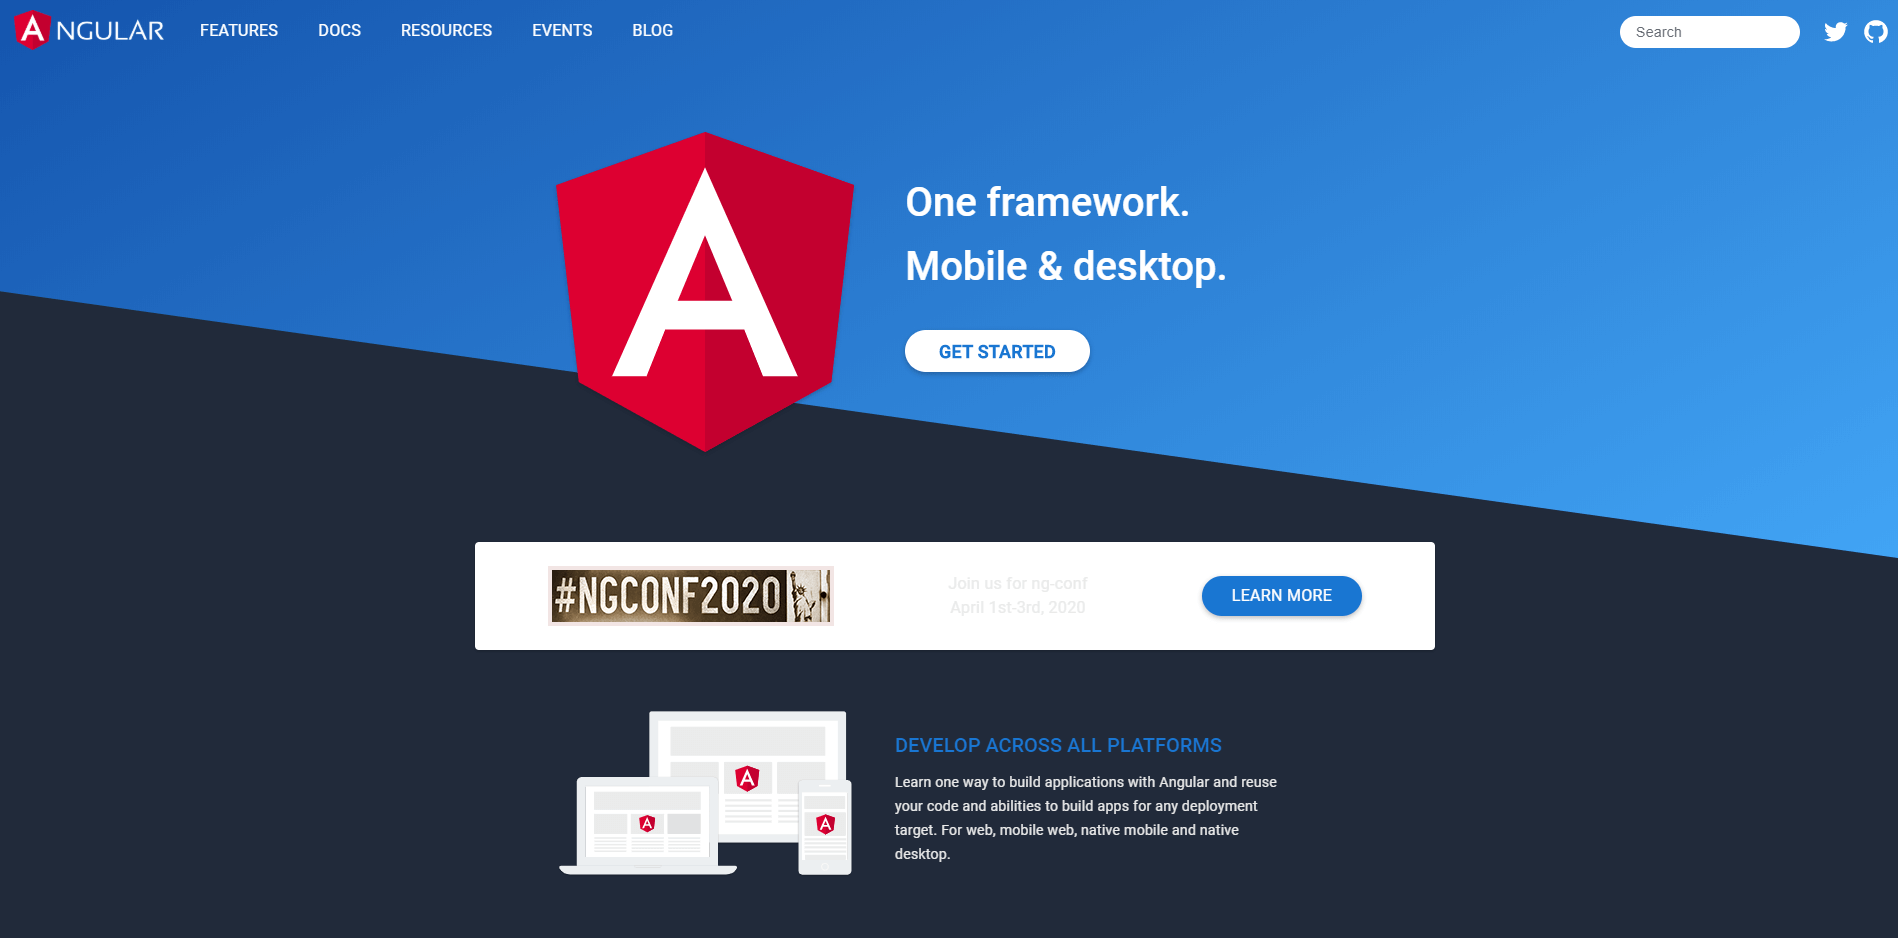 ANGULAR
FEATURES DOCS RESOURCES EVENTS BLOG
Search
One framework.
Mobile & desktop.
GET STARTED
#NGCONF2020
Join us for ng-conf
April 1st-3rd, 2020
LEARN MORE
DEVELOP ACROSS ALL PLATFORMS
Learn one way to build applications with Angular and reuse
your code and abilities to build apps for any deployment
target. For web, mobile web, native mobile and native
desktop.